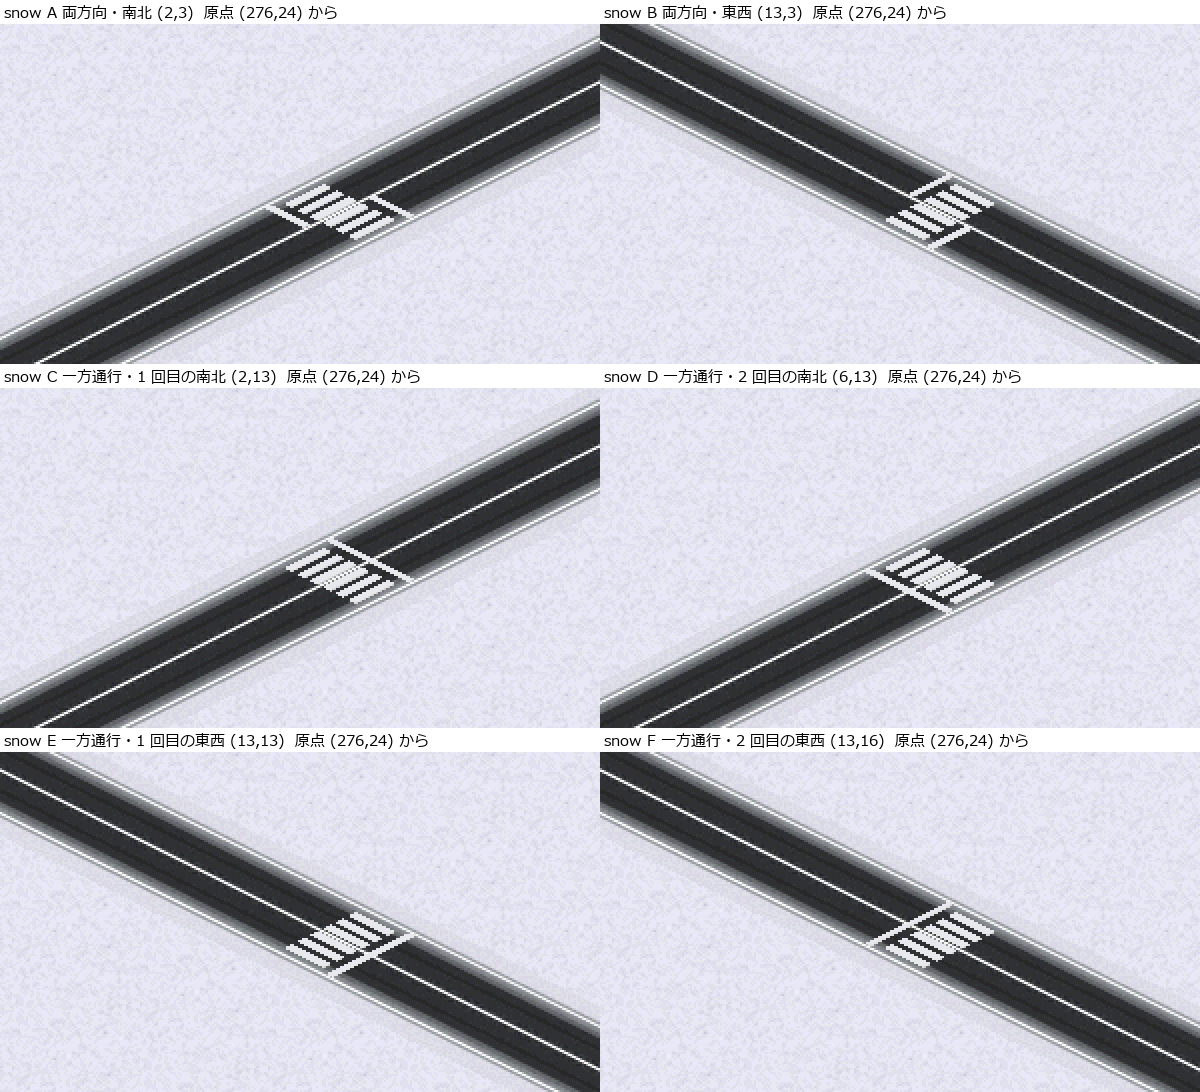 snow A 両方向・南北 (2,3)  原点 (276,24) から
snow B 両方向・東西 (13,3)  原点 (276,24) から
snow C 一方通行・1 回目の南北 (2,13)  原点 (276,24) から
snow D 一方通行・2 回目の南北 (6,13)  原点 (276,24) から
snow E 一方通行・1 回目の東西 (13,13)  原点 (276,24) から
snow F 一方通行・2 回目の東西 (13,16)  原点 (276,24) から